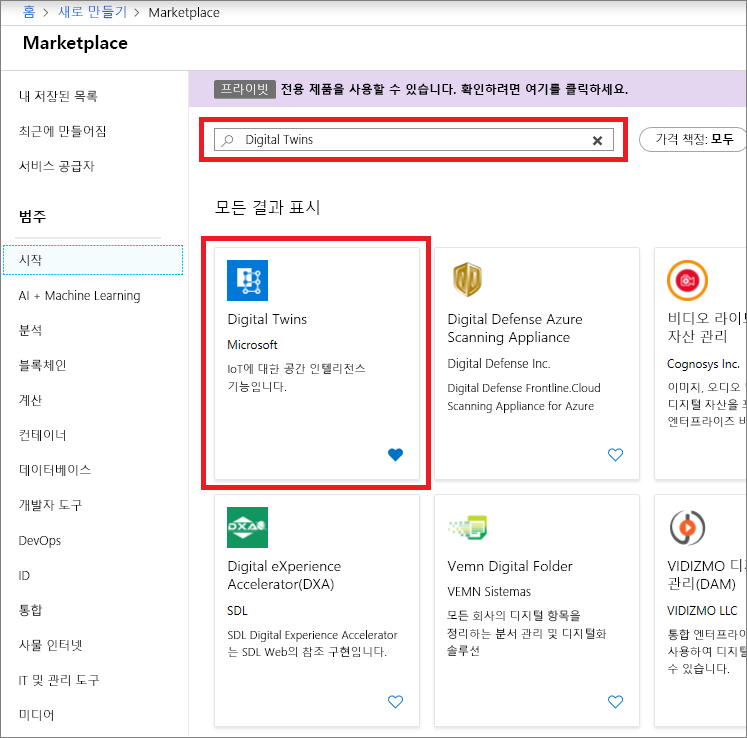 홈 > 새로 만들기 > Marketplace
Marketplace
내 저장된 목록
최근에 만들어짐
서비스 공급자
범주
시작
AI + Machine Learning
분석
블록체인
계산
컨테이너
데이터베이스
개발자 도구
DevOps
ID
통합
사물 인터넷
IT 및 관리 도구
미디어
프라이빗 전용 제품을 사용할 수 있습니다. 확인하려면 여기를 클릭하세요.
Digital Twins
가격 책정: 모두
모든 결과 표시
Digital Twins
Microsoft
IoT에 대한 공간 인텔리전스
기능입니다.
Digital Defense Azure
Scanning Appliance
Digital Defense Inc.
Digital Defense Frontline.Cloud
Scanning Appliance for Azure
비디오 라이
자산 관리
Cognosys Inc.
이미지, 오디오
디지털 자산을
엔터프라이즈
DXA
Digital eXperience
Accelerator(DXA)
SDL
SDL Digital Experience Accelerator
는 SDL Web의 참조 구현입니다.
Vemn Digital Folder
VEMN Sistemas
모든 회사의 디지털 항목을
정리하는 분서 관리 및 디지털화
솔루션
VIDIZMO
관리(DAM)
VIDIZMO LLC
통합 엔터프라이
사용하여 디지털
수 있습니다.